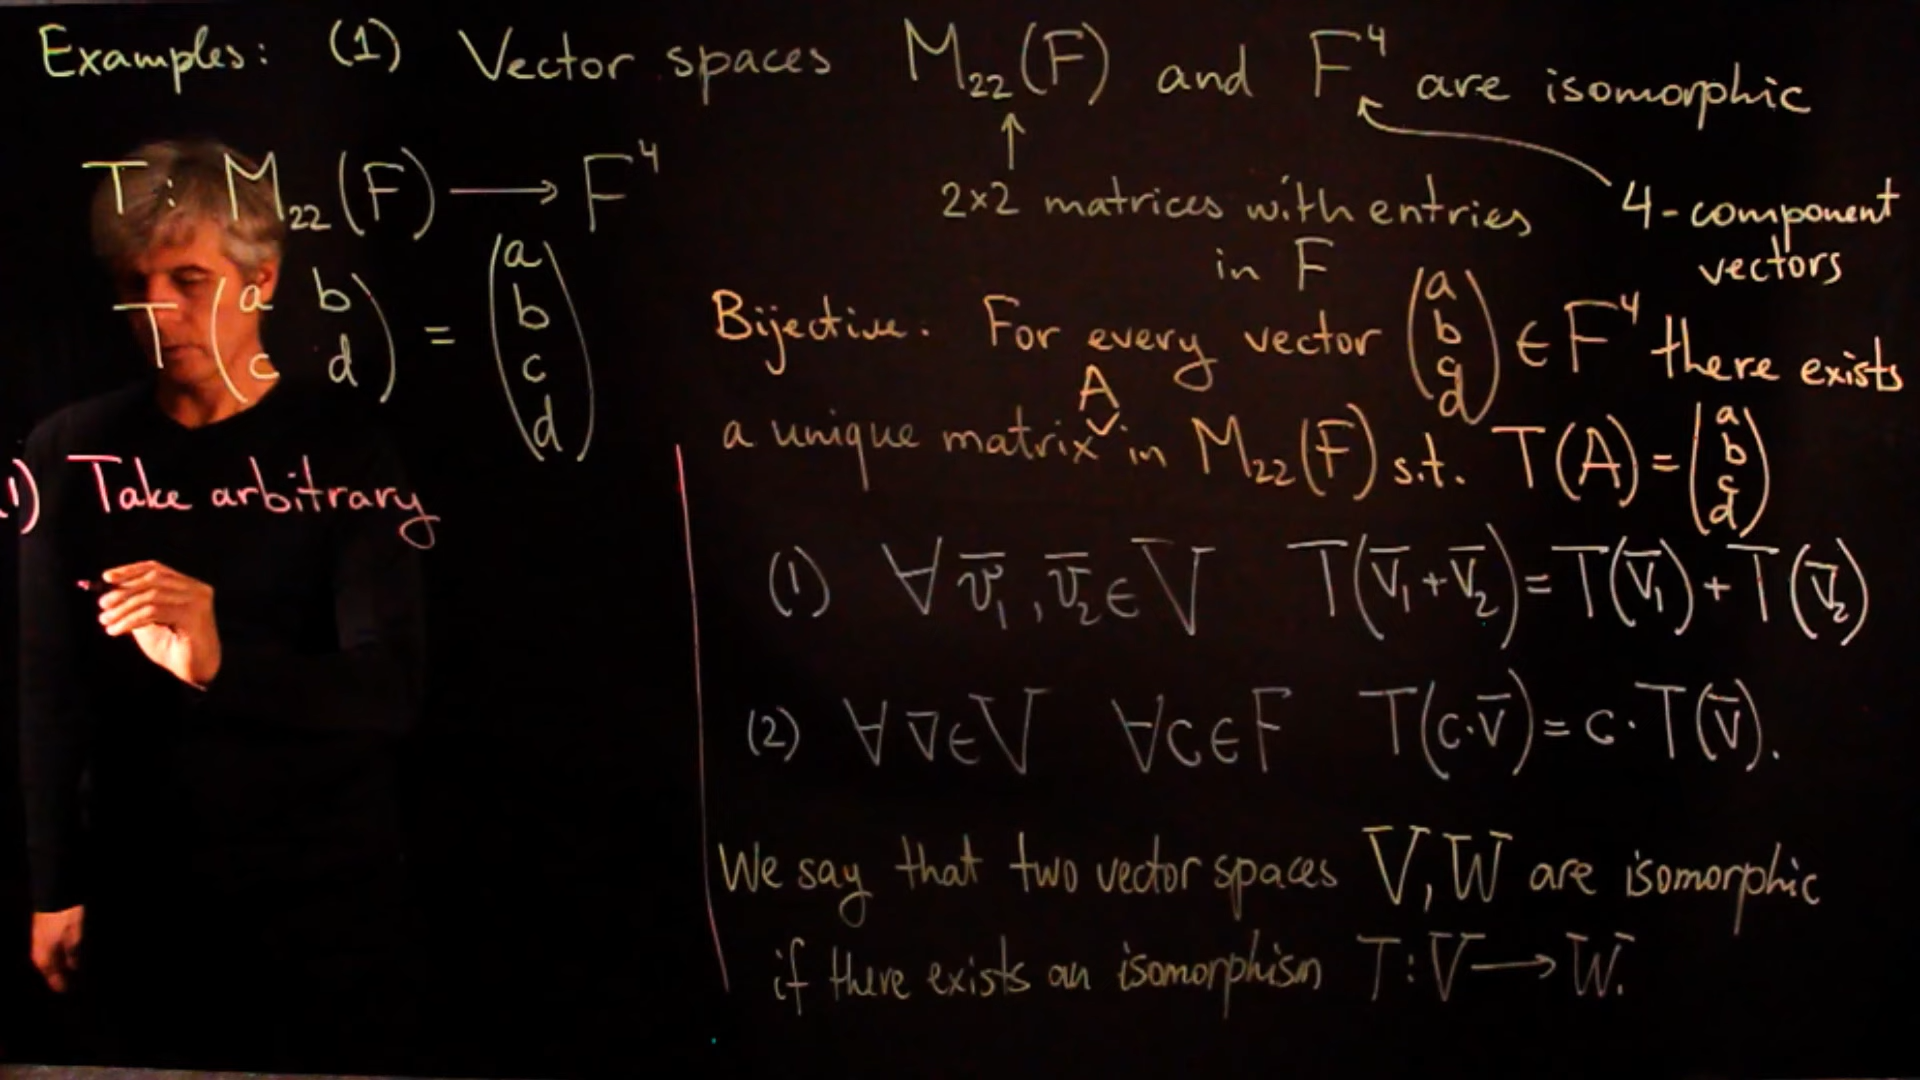 Examples: (1) Vector spaces M₂₂(F) and F⁴ are isomorphic
↑
2×2 matrices with entries in F
4-component vectors
T: M₂₂(F) ⟶ F⁴
T(a b
c d) = (a
b
c
d)
Bijective. For every vector (a b c d) ∈ F⁴ there exists
a unique matrix A in M₂₂(F) s.t. T(A) = (a b c d)
1) Take arbitrary
(1) ∀ v̄₁, v̄₂ ∈ V T(v̄₁+v̄₂) = T(v̄₁) + T(v̄₂)
(2) ∀ v̄ ∈ V ∀c ∈ F T(c·v̄) = c·T(v̄).
We say that two vector spaces V, W are isomorphic
if there exists an isomorphism T: V ⟶ W.